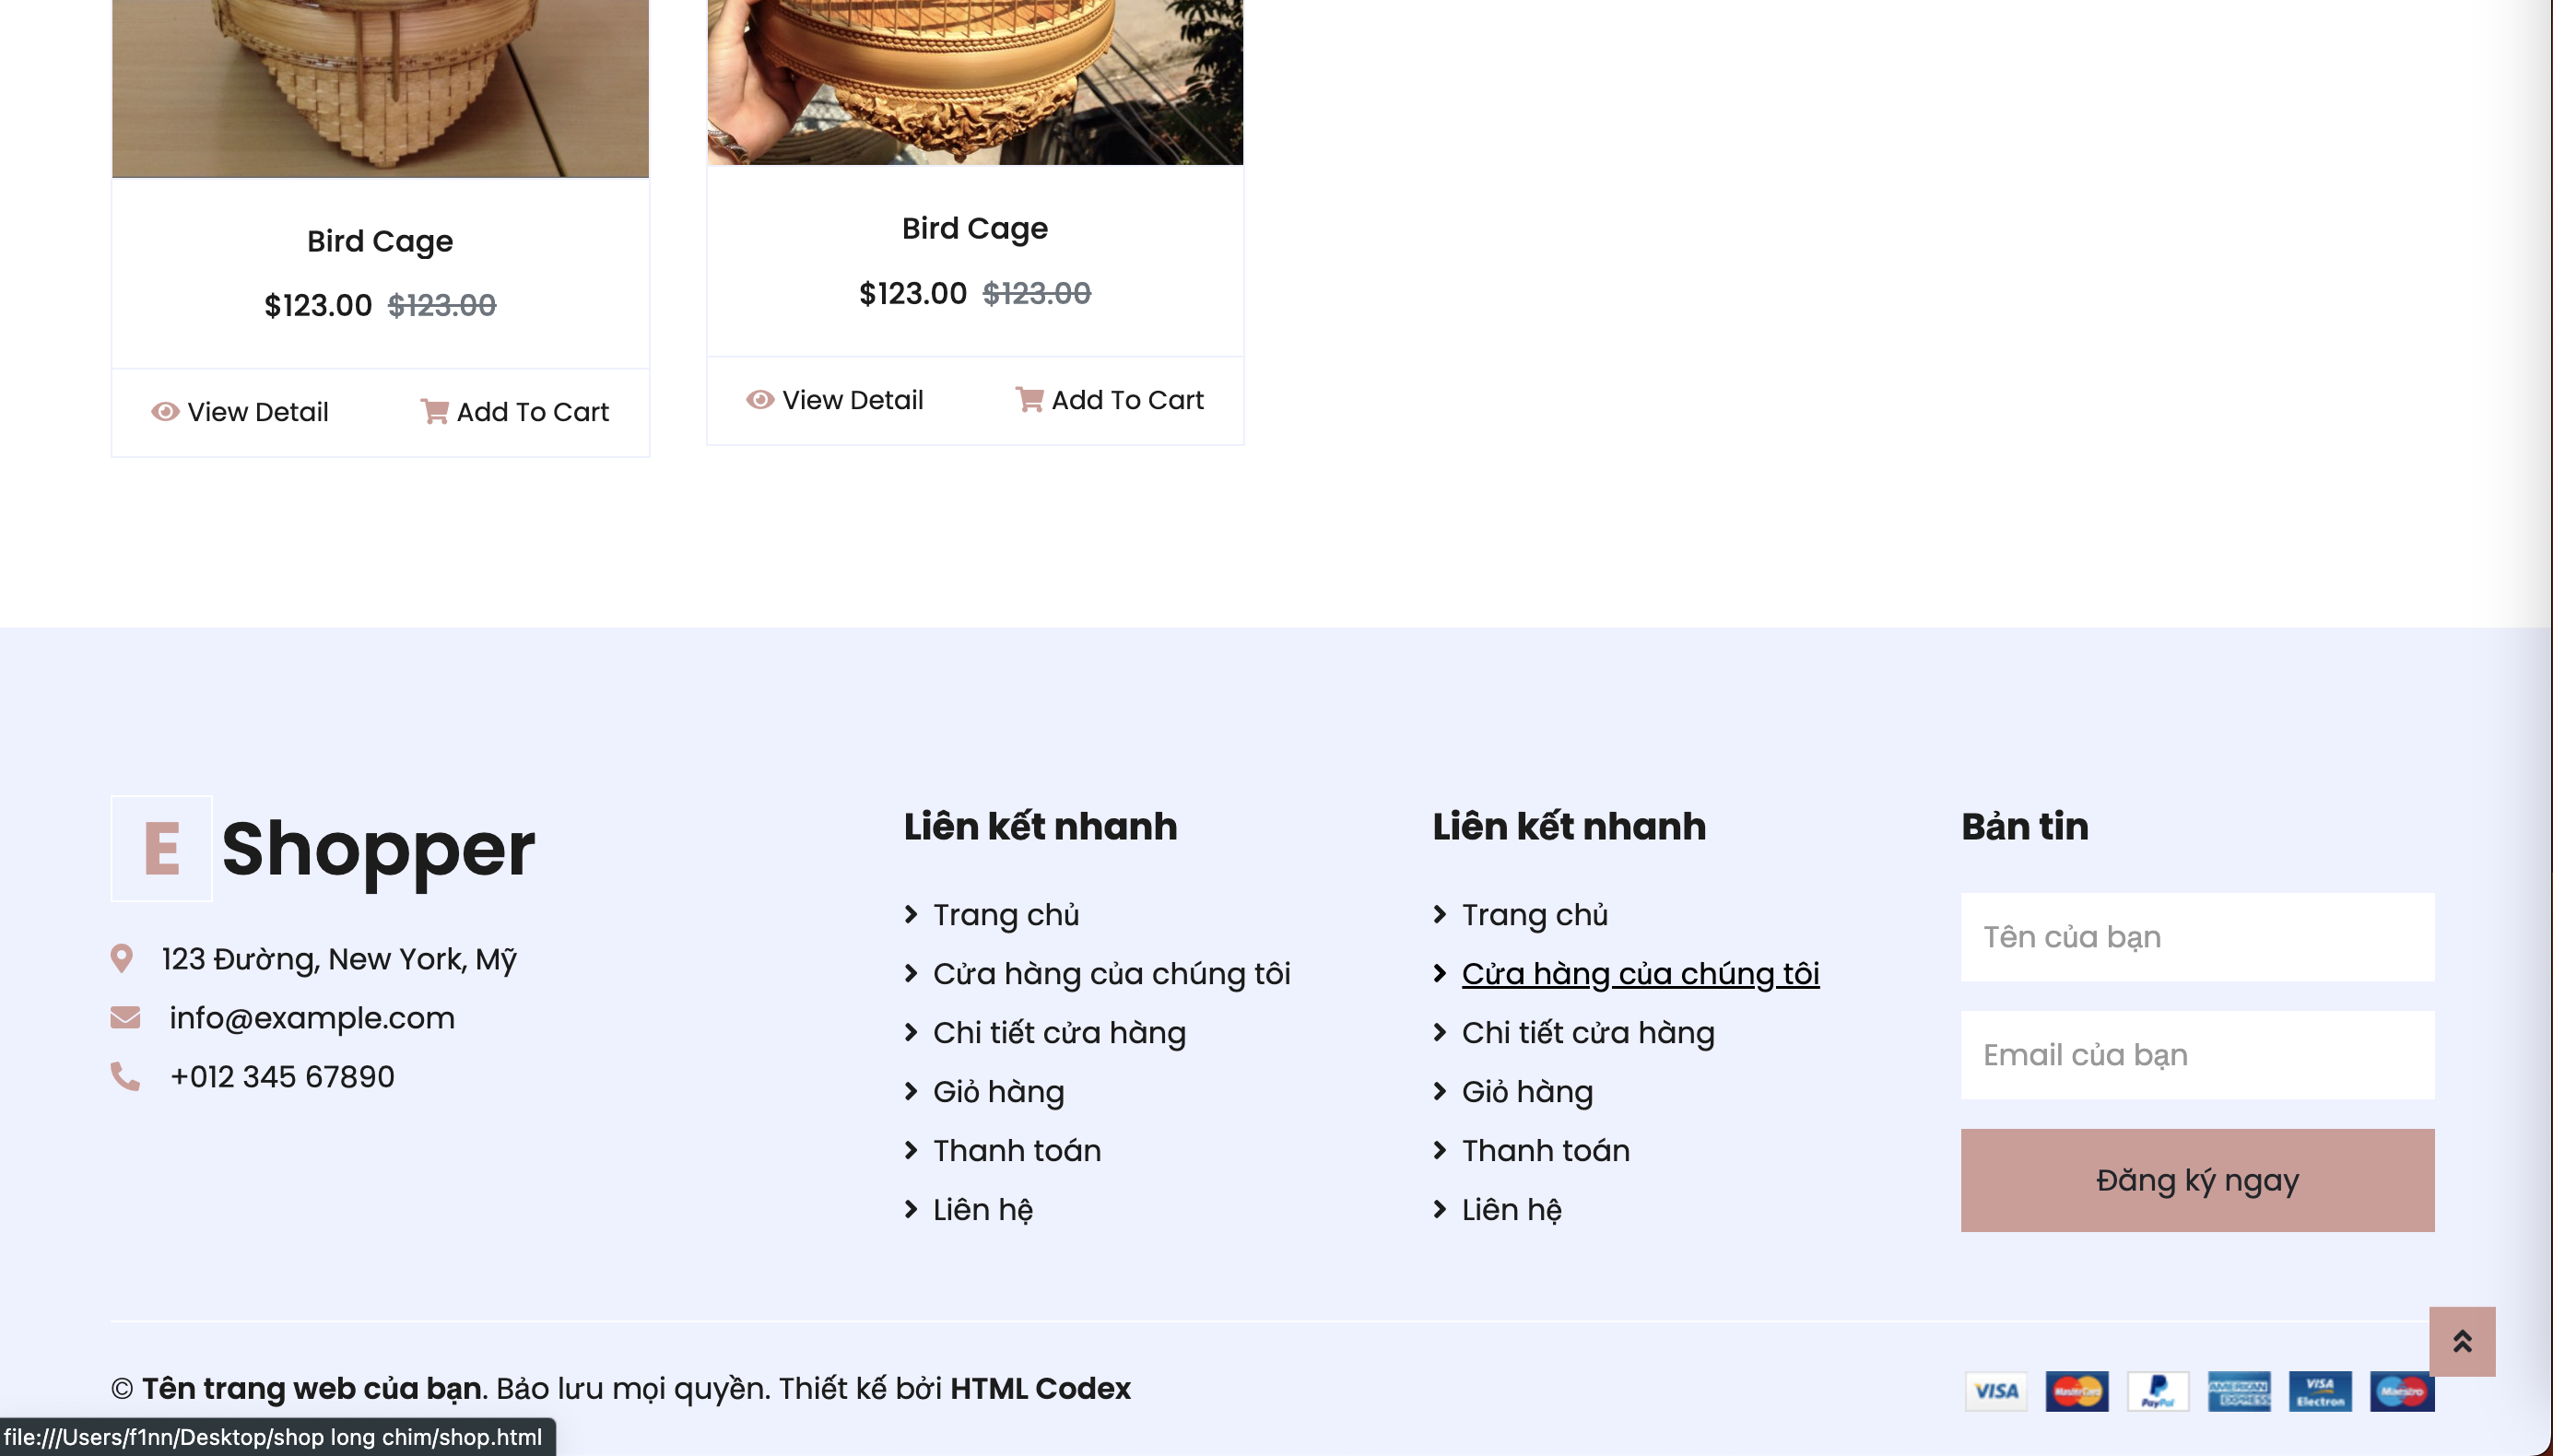 Bird Cage
$123.00 $123.00
View Detail
Add To Cart
Bird Cage
$123.00 $123.00
View Detail
Add To Cart
E Shopper
123 Đường, New York, Mỹ
info@example.com
+012 345 67890
Liên kết nhanh
Trang chủ
Cửa hàng của chúng tôi
Chi tiết cửa hàng
Giỏ hàng
Thanh toán
Liên hệ
Liên kết nhanh
Trang chủ
Cửa hàng của chúng tôi
Chi tiết cửa hàng
Giỏ hàng
Thanh toán
Liên hệ
Bản tin
Tên của bạn
Email của bạn
Đăng ký ngay
© Tên trang web của bạn. Bảo lưu mọi quyền. Thiết kế bởi HTML Codex
VISA
MasterCard
PayPal
AMERICAN EXPRESS
VISA Electron
Maestro
file:///Users/f1nn/Desktop/shop long chim/shop.html